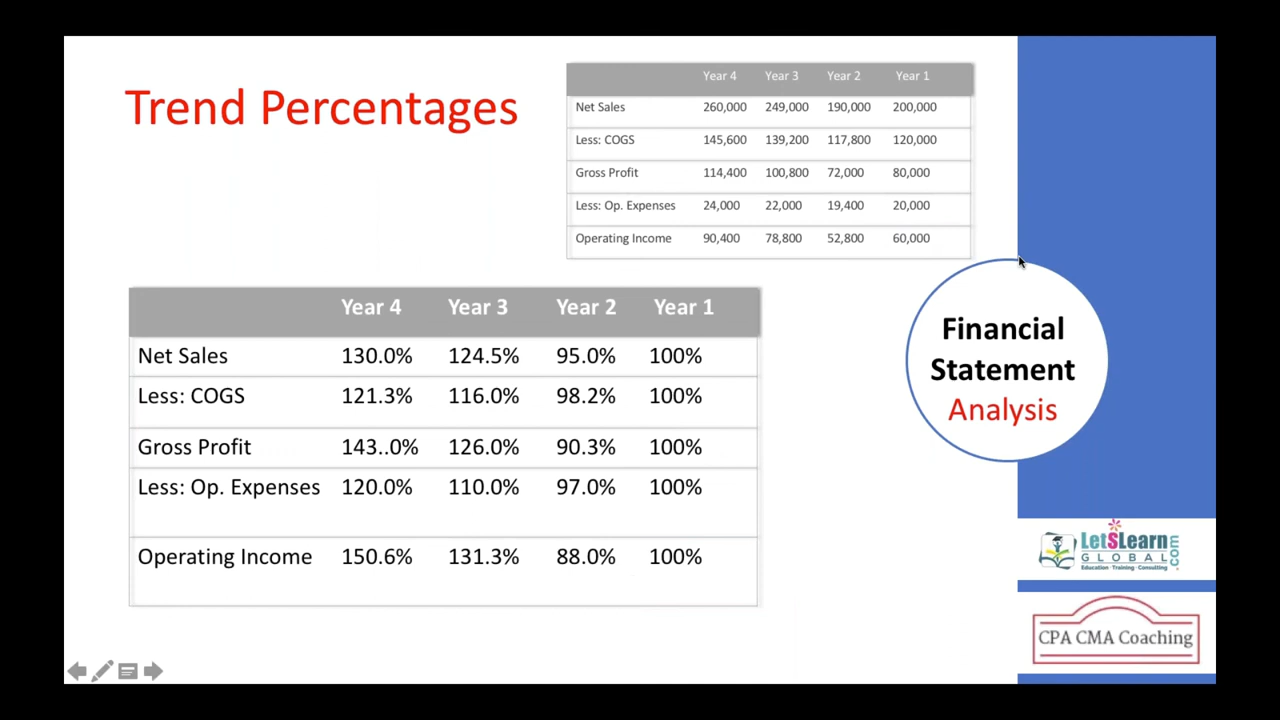 Trend Percentages
Year 4 Year 3 Year 2 Year 1
Net Sales 260,000 249,000 190,000 200,000
Less: COGS 145,600 139,200 117,800 120,000
Gross Profit 114,400 100,800 72,000 80,000
Less: Op. Expenses 24,000 22,000 19,400 20,000
Operating Income 90,400 78,800 52,800 60,000
Year 4 Year 3 Year 2 Year 1
Net Sales 130.0% 124.5% 95.0% 100%
Less: COGS 121.3% 116.0% 98.2% 100%
Gross Profit 143..0% 126.0% 90.3% 100%
Less: Op. Expenses 120.0% 110.0% 97.0% 100%
Operating Income 150.6% 131.3% 88.0% 100%
Financial
Statement
Analysis
LetSLearn
GLOBAL.com
Education · Training · Consulting
CPA CMA Coaching